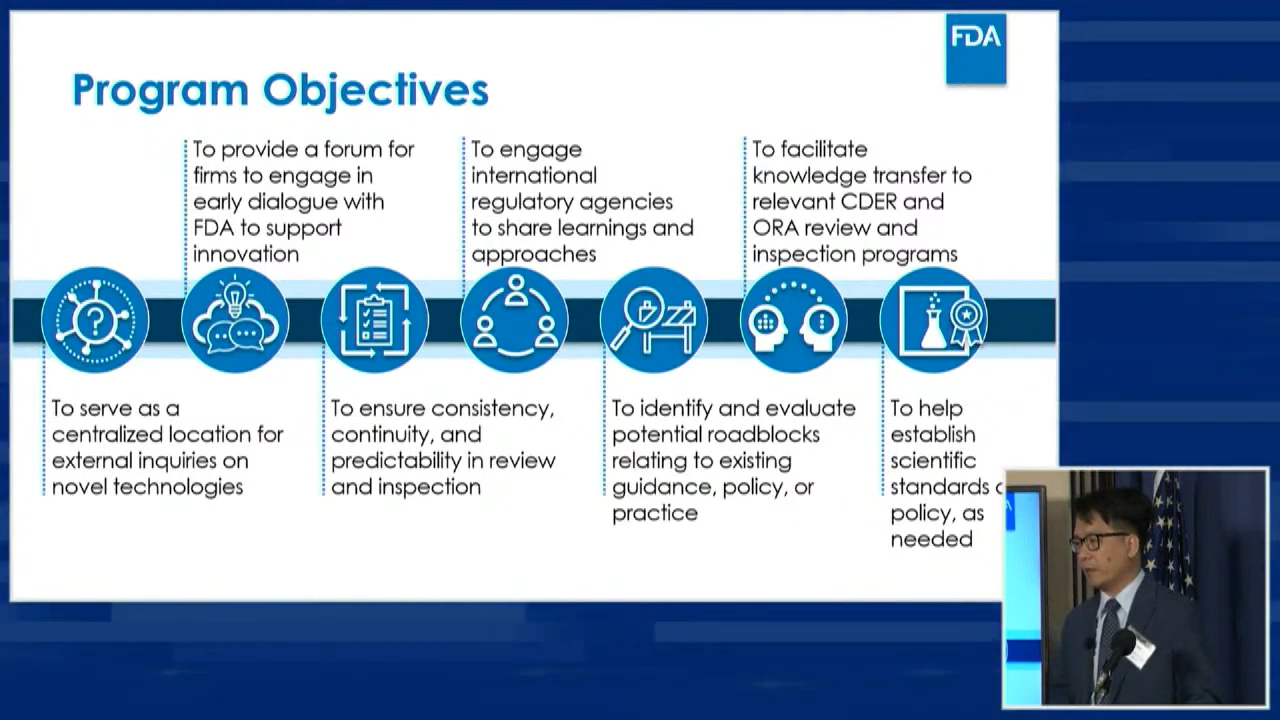 FDA
Program Objectives
To serve as a
centralized location for
external inquiries on
novel technologies
To provide a forum for
firms to engage in
early dialogue with
FDA to support
innovation
To ensure consistency,
continuity, and
predictability in review
and inspection
To engage
international
regulatory agencies
to share learnings and
approaches
To identify and evaluate
potential roadblocks
relating to existing
guidance, policy, or
practice
To facilitate
knowledge transfer to
relevant CDER and
ORA review and
inspection programs
To help
establish
scientific
standards
policy, as
needed
?